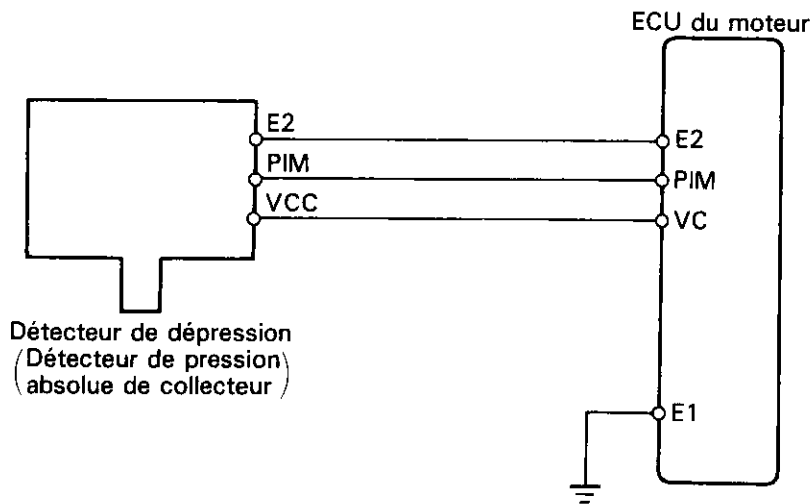 ECU du moteur
E2
E2
PIM
PIM
VCC
VC
Détecteur de dépression
(Détecteur de pression
absolue de collecteur)
E1